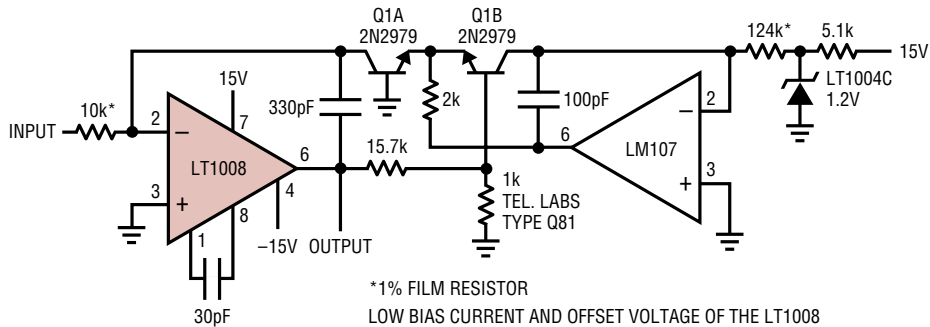 Q1A
2N2979
Q1B
2N2979
124k*
5.1k
15V
LT1004C
1.2V
15V
10k*
330pF
2k
100pF
INPUT
2
−
7
6
2
−
LT1008
6
15.7k
LM107
3
+
8
4
1k
TEL. LABS
TYPE Q81
+
3
1
−15V
OUTPUT
30pF
*1% FILM RESISTOR
LOW BIAS CURRENT AND OFFSET VOLTAGE OF THE LT1008